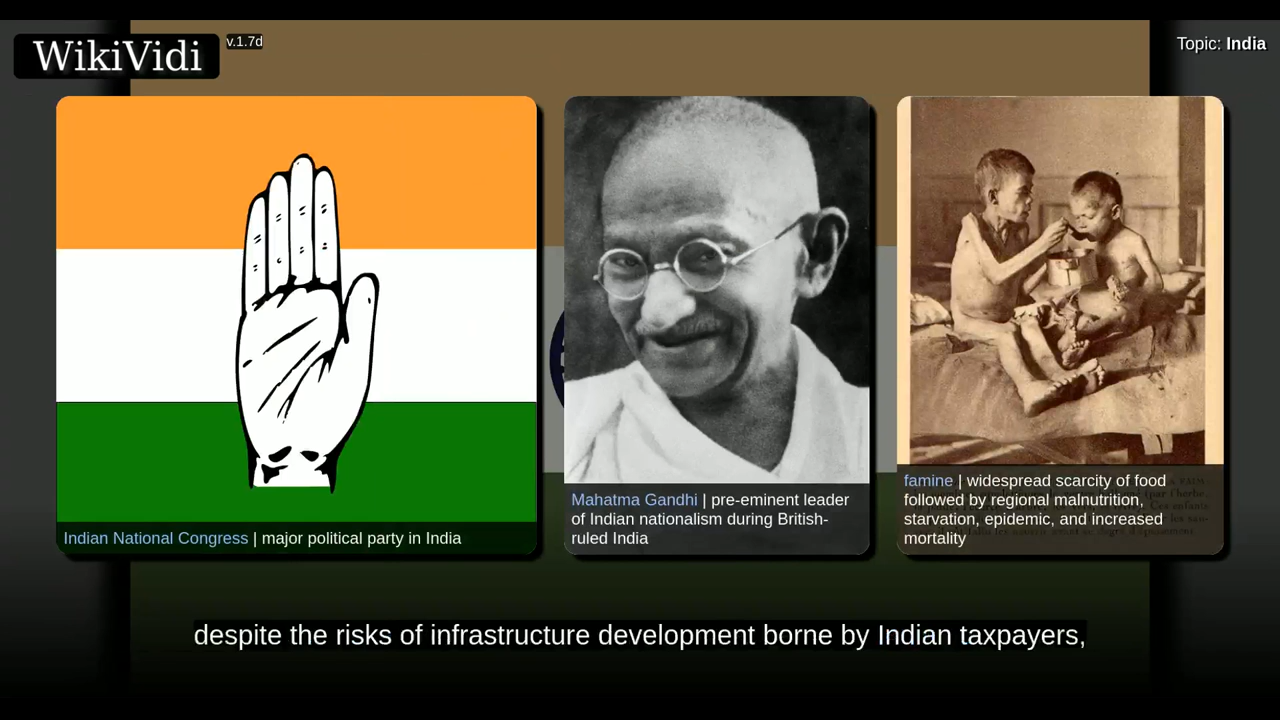 WikiVidi
v.1.7d
Topic: India
Indian National Congress | major political party in India
Mahatma Gandhi | pre-eminent leader
of Indian nationalism during British-
ruled India
famine | widespread scarcity of food
followed by regional malnutrition,
starvation, epidemic, and increased
mortality
despite the risks of infrastructure development borne by Indian taxpayers,